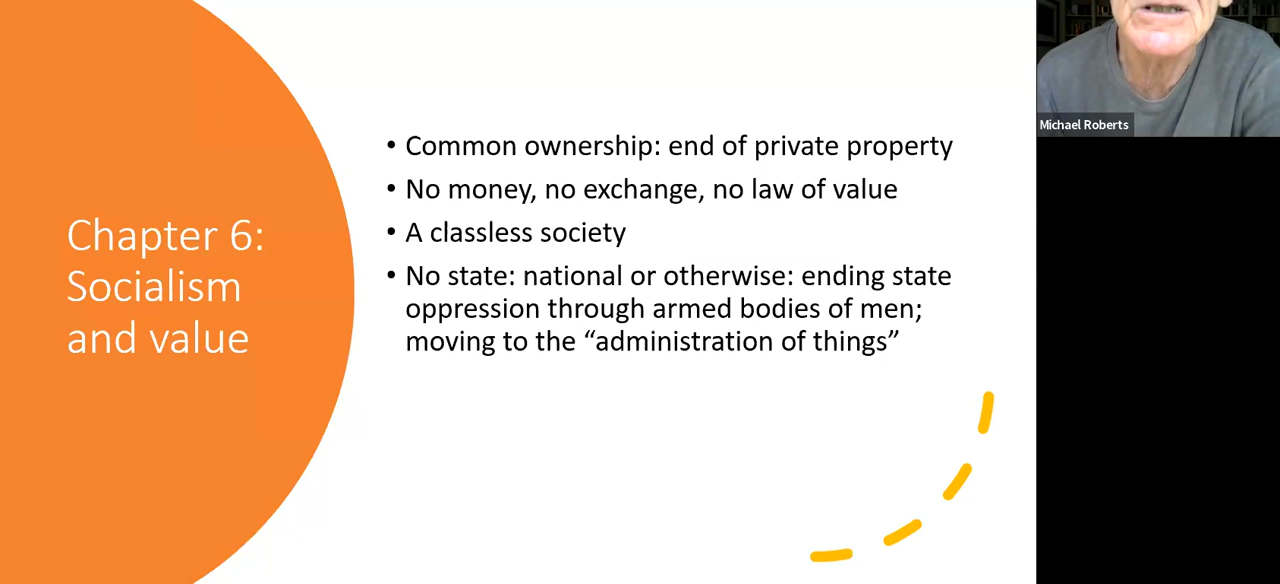 Chapter 6:
Socialism
and value
• Common ownership: end of private property
• No money, no exchange, no law of value
• A classless society
• No state: national or otherwise: ending state
oppression through armed bodies of men;
moving to the “administration of things”
Michael Roberts